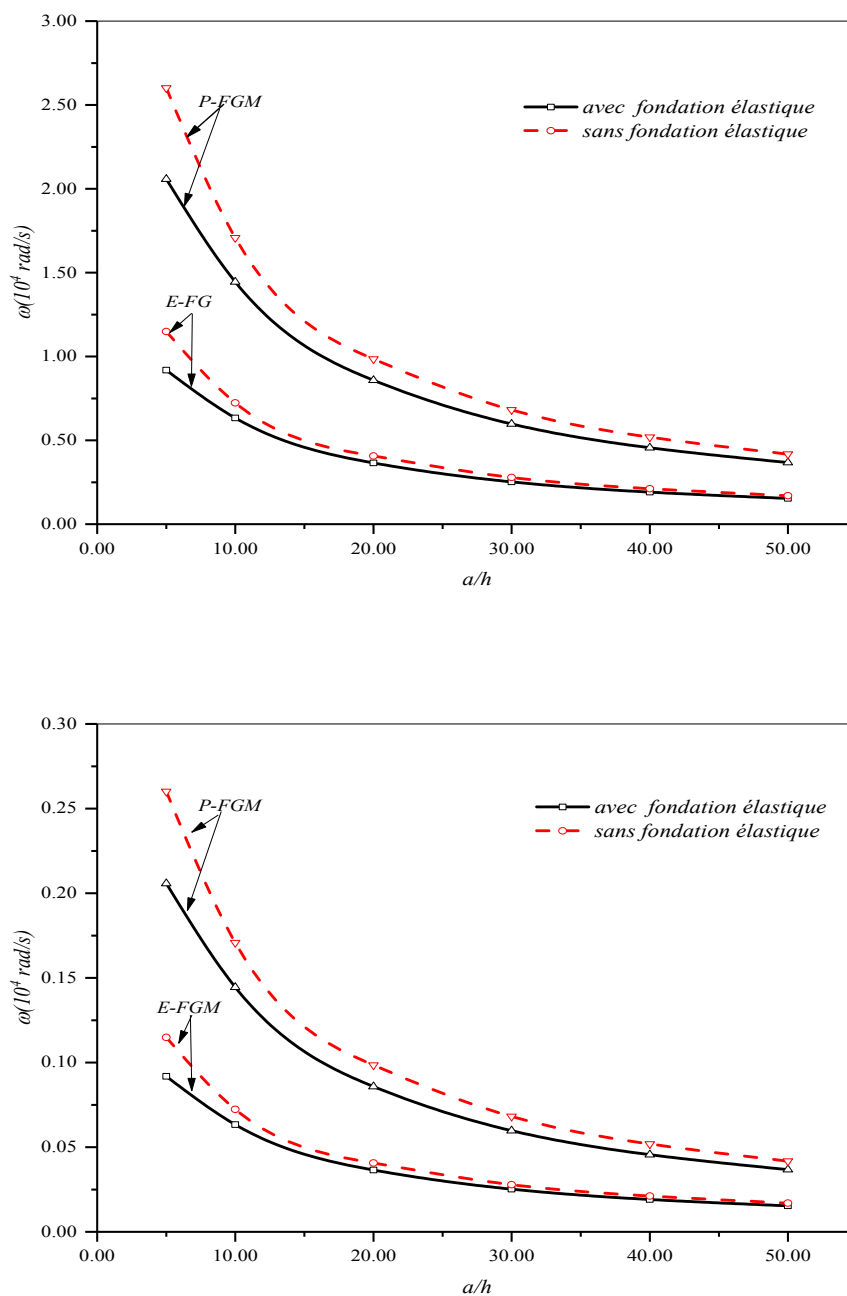 3.00
2.50
2.00
1.50
1.00
0.50
0.00
ω(10⁴ rad/s)
P-FGM
E-FG
avec fondation élastique
sans fondation élastique
0.00 10.00 20.00 30.00 40.00 50.00
a/h
0.30
0.25
0.20
0.15
0.10
0.05
0.00
ω(10⁴ rad/s)
P-FGM
E-FGM
avec fondation élastique
sans fondation élastique
0.00 10.00 20.00 30.00 40.00 50.00
a/h